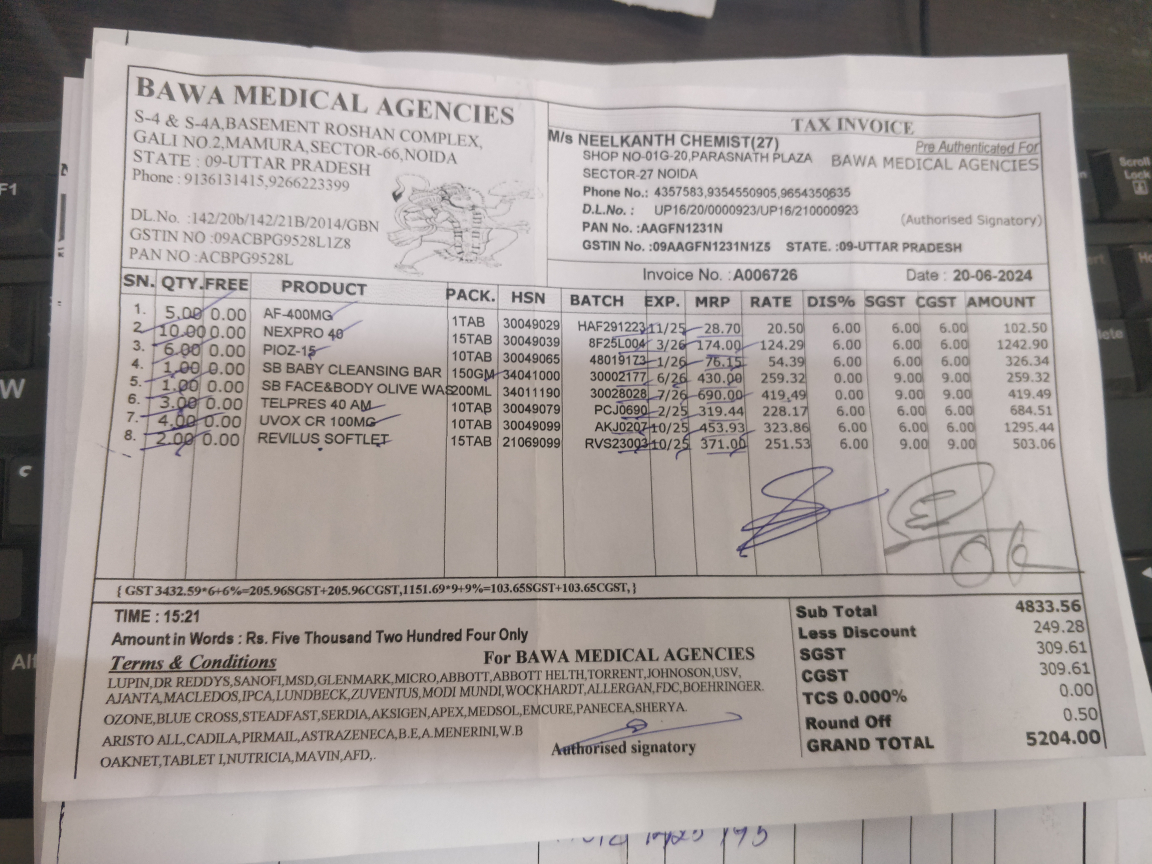 BAWA MEDICAL AGENCIES
S-4 & S-4A,BASEMENT ROSHAN COMPLEX,
GALI NO.2,MAMURA,SECTOR-66,NOIDA
STATE : 09-UTTAR PRADESH
Phone : 9136131415,9266223399
DL.No. :142/20b/142/21B/2014/GBN
GSTIN NO :09ACBPG9528L1Z8
PAN NO :ACBPG9528L
TAX INVOICE
M/s NEELKANTH CHEMIST(27)
SHOP NO-01G-20,PARASNATH PLAZA
SECTOR-27 NOIDA
Phone No.: 4357583,9354550905,9654350635
D.L.No. : UP16/20/0000923/UP16/210000923
PAN No. :AAGFN1231N
GSTIN No. :09AAGFN1231N1Z5 STATE. :09-UTTAR PRADESH
Pre Authenticated For
BAWA MEDICAL AGENCIES
(Authorised Signatory)
Invoice No. :A006726 Date : 20-06-2024
SN. QTY. FREE PRODUCT PACK. HSN BATCH EXP. MRP RATE DIS% SGST CGST AMOUNT
1. 5.00 0.00 AF-400MG 1TAB 30049029 HAF291223 11/25 28.70 20.50 6.00 6.00 6.00 102.50
2. 10.00 0.00 NEXPRO 40 15TAB 30049039 8F25L004 3/26 174.00 124.29 6.00 6.00 6.00 1242.90
3. 6.00 0.00 PIOZ-15 10TAB 30049065 48019173 1/26 76.15 54.39 6.00 6.00 6.00 326.34
4. 1.00 0.00 SB BABY CLEANSING BAR 150GM 34041000 30002177 6/26 430.00 259.32 0.00 9.00 9.00 259.32
5. 1.00 0.00 SB FACE&BODY OLIVE WAS 200ML 34011190 30028028 7/26 690.00 419.49 0.00 9.00 9.00 419.49
6. 3.00 0.00 TELPRES 40 AM 10TAB 30049079 PCJ0690 2/25 319.44 228.17 6.00 6.00 6.00 684.51
7. 4.00 0.00 UVOX CR 100MG 10TAB 30049099 AKJ0207 10/25 453.93 323.86 6.00 6.00 6.00 1295.44
8. 2.00 0.00 REVILUS SOFTLET 15TAB 21069099 RVS23003 10/25 371.00 251.53 6.00 9.00 9.00 503.06
{ GST 3432.59*6+6%=205.96SGST+205.96CGST,1151.69*9+9%=103.65SGST+103.65CGST,}
TIME : 15:21
Amount in Words : Rs. Five Thousand Two Hundred Four Only
Terms & Conditions
For BAWA MEDICAL AGENCIES
LUPIN,DR REDDYS,SANOFI,MSD,GLENMARK,MICRO,ABBOTT,ABBOTT HELTH,TORRENT,JOHNOSON,USV,
AJANTA,MACLEDOS,IPCA,LUNDBECK,ZUVENTUS,MODI MUNDI,WOCKHARDT,ALLERGAN,FDC,BOEHRINGER.
OZONE,BLUE CROSS,STEADFAST,SERDIA,AKSIGEN,APEX,MEDSOL,EMCURE,PANECEA,SHERYA.
ARISTO ALL,CADILA,PIRMAIL,ASTRAZENECA,B.E,A.MENERINI,W.B
OAKNET,TABLET I,NUTRICIA,MAVIN,AFD,.
Authorised signatory
Sub Total 4833.56
Less Discount 249.28
SGST 309.61
CGST 309.61
TCS 0.000% 0.00
Round Off 0.50
GRAND TOTAL 5204.00